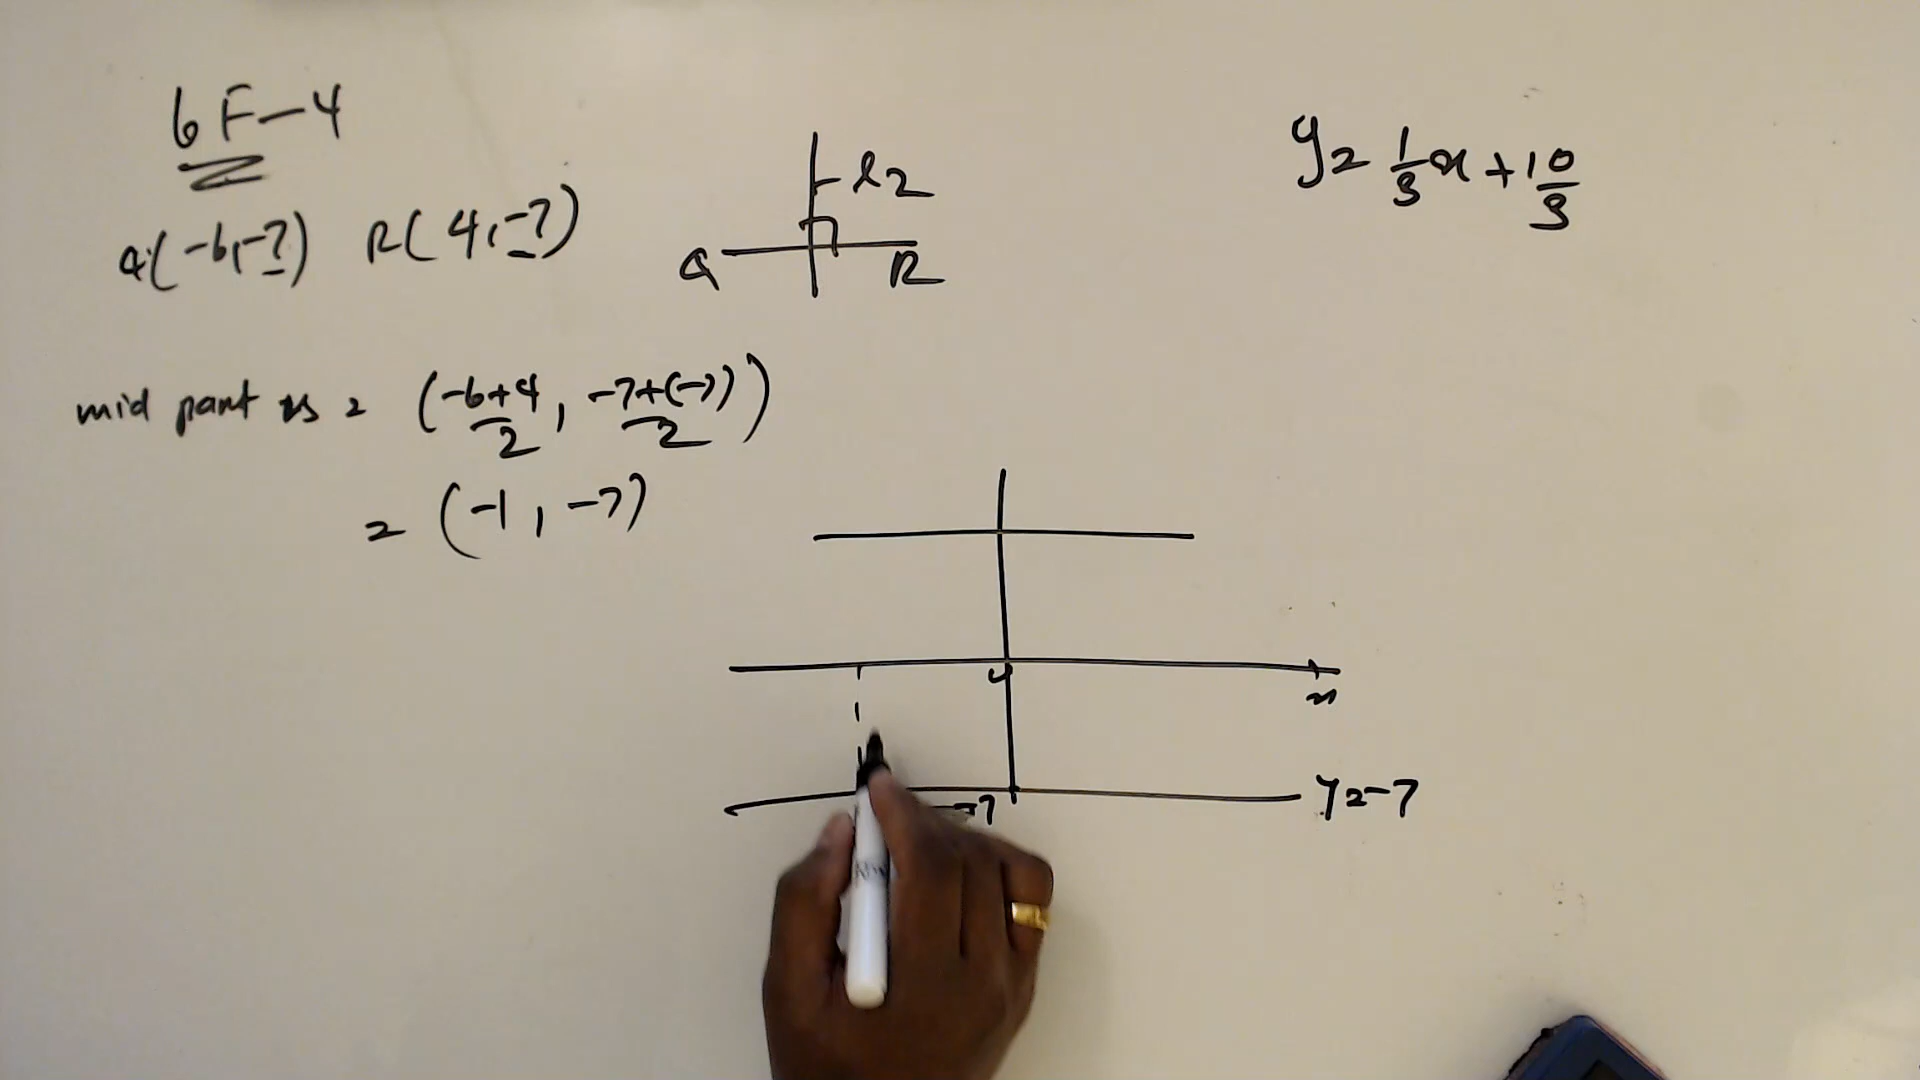 6F-4
Q(-6,-7) R(4,-7)
l2
Q R
y = 1/3 x + 10/3
mid point is = (-6+4/2, -7+(-7)/2)
= (-1, -7)
x
-7
y=-7